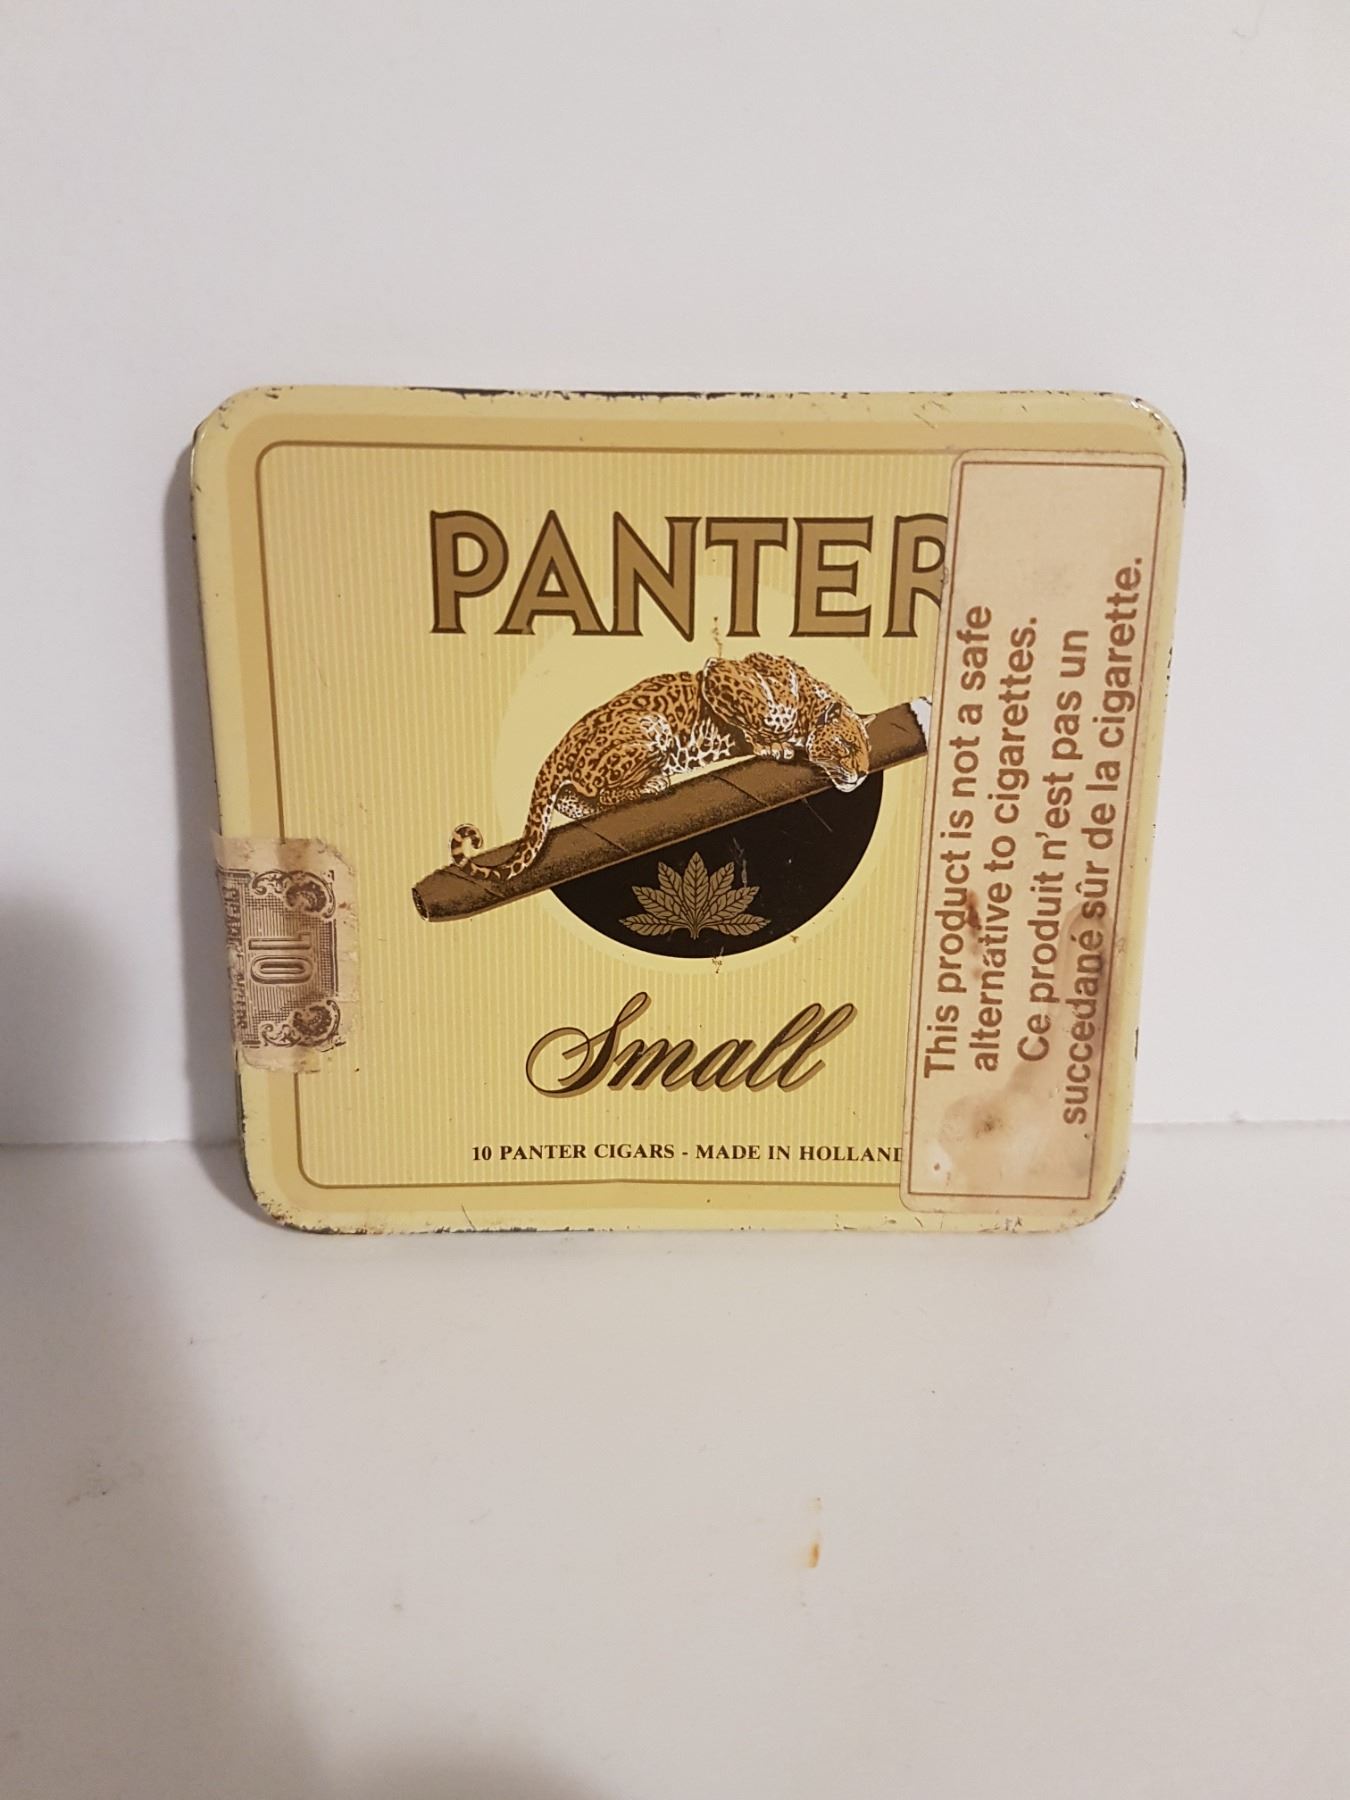 PANTER
Small
10 PANTER CIGARS - MADE IN HOLLAND
This product is not a safe
alternative to cigarettes.
Ce produit n'est pas un
succedané sûr de la cigarette.
10